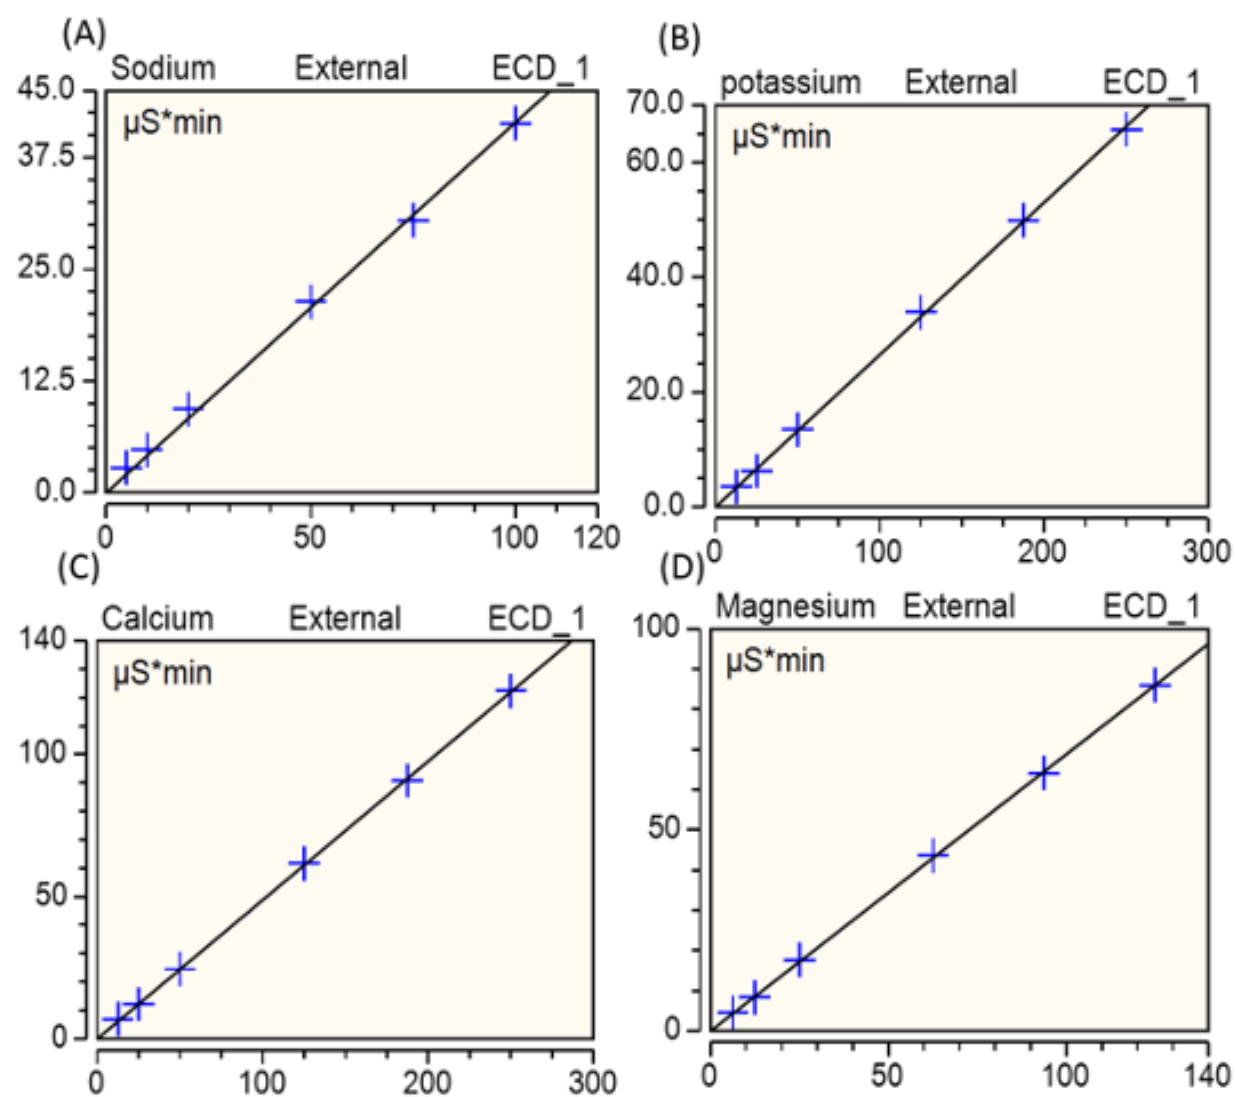 (A)
Sodium External ECD_1
45.0
µS*min
37.5
25.0
12.5
0.0
0 50 100 120
(B)
potassium External ECD_1
70.0
µS*min
60.0
40.0
20.0
0.0
0 100 200 300
(C)
Calcium External ECD_1
140
µS*min
100
50
0
0 100 200 300
(D)
Magnesium External ECD_1
100
µS*min
50
0
0 50 100 140